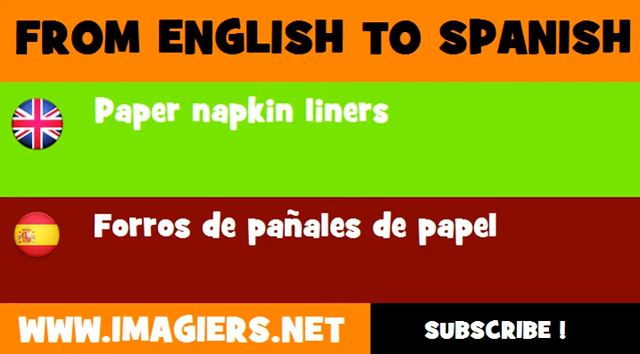 FROM ENGLISH TO SPANISH
Paper napkin liners
Forros de pañales de papel
WWW.IMAGIERS.NET
SUBSCRIBE !